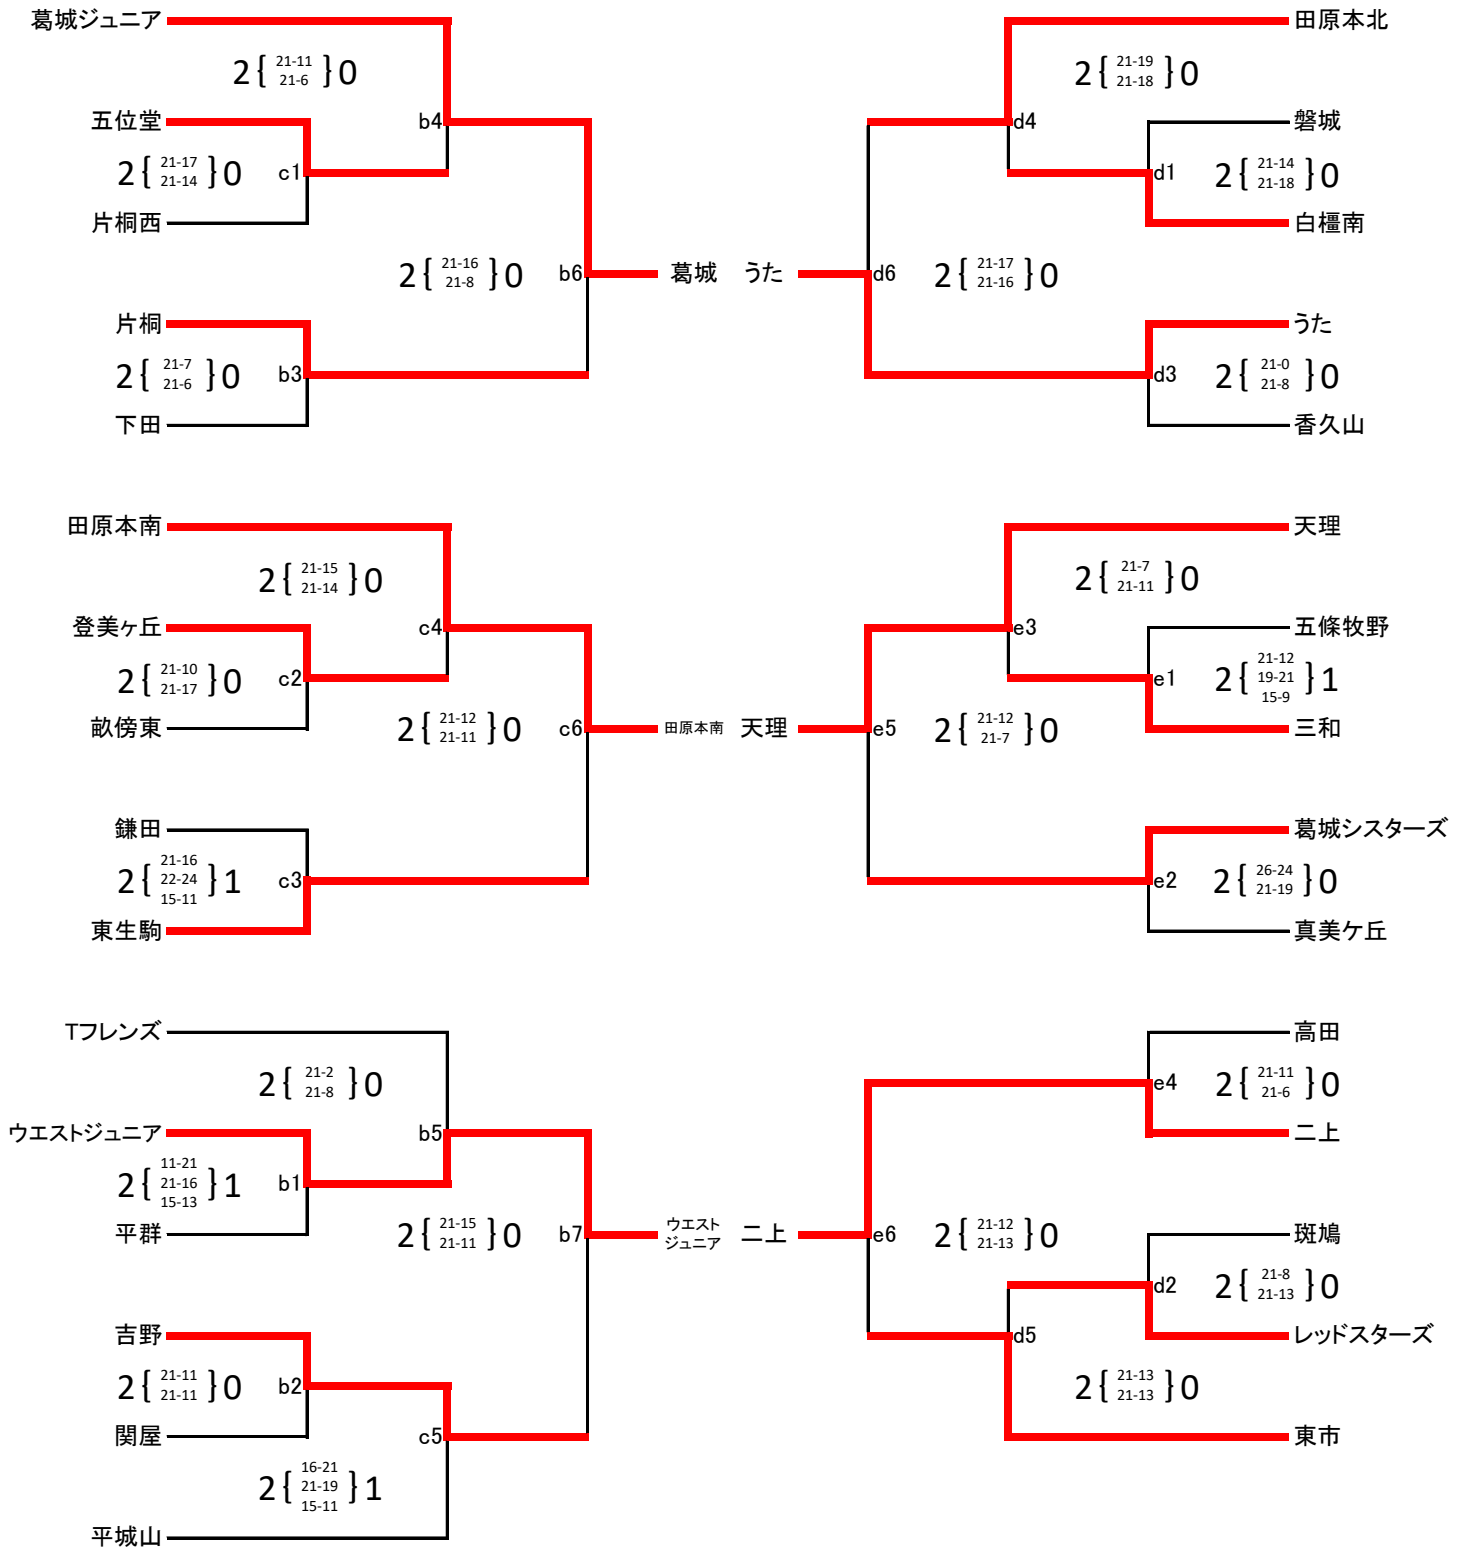 葛城ジュニア
2{ 21-11 }0
21-6
五位堂
b4
2{ 21-17 }0
21-14
c1
片桐西
2{ 21-16 }0
21-8
b6
葛城
片桐
2{ 21-7 }0
21-6
b3
下田
田原本北
2{ 21-19 }0
21-18
d4
磐城
d1
2{ 21-14 }0
21-18
白橿南
うた
d6
2{ 21-17 }0
21-16
うた
d3
2{ 21-0 }0
21-8
香久山
田原本南
2{ 21-15 }0
21-14
登美ヶ丘
c4
2{ 21-10 }0
21-17
c2
畝傍東
2{ 21-12 }0
21-11
c6
田原本南
鎌田
2{ 21-16 }1
22-24
15-11
c3
東生駒
天理
2{ 21-7 }0
21-11
e3
五條牧野
e1
2{ 21-12 }1
19-21
15-9
三和
天理
e5
2{ 21-12 }0
21-7
葛城シスターズ
e2
2{ 26-24 }0
21-19
真美ケ丘
Tフレンズ
2{ 21-2 }0
21-8
ウエストジュニア
b5
2{ 11-21 }1
21-16
15-13
b1
平群
2{ 21-15 }0
21-11
b7
ウエスト
ジュニア
吉野
2{ 21-11 }0
21-11
b2
関屋
c5
2{ 16-21 }1
21-19
15-11
平城山
高田
e4
2{ 21-11 }0
21-6
二上
二上
e6
2{ 21-12 }0
21-13
斑鳩
d2
2{ 21-8 }0
21-13
レッドスターズ
d5
2{ 21-13 }0
21-13
東市